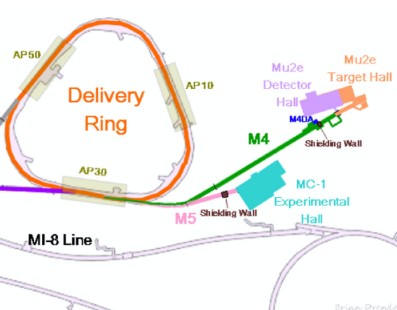 AP50
Mu2e
Target Hall
Mu2e
Detector
Hall
AP10
Delivery
Ring
M4DA
M4
Shielding Wall
AP30
MC-1
Experimental
Hall
M5
Shielding Wall
MI-8 Line
Brian